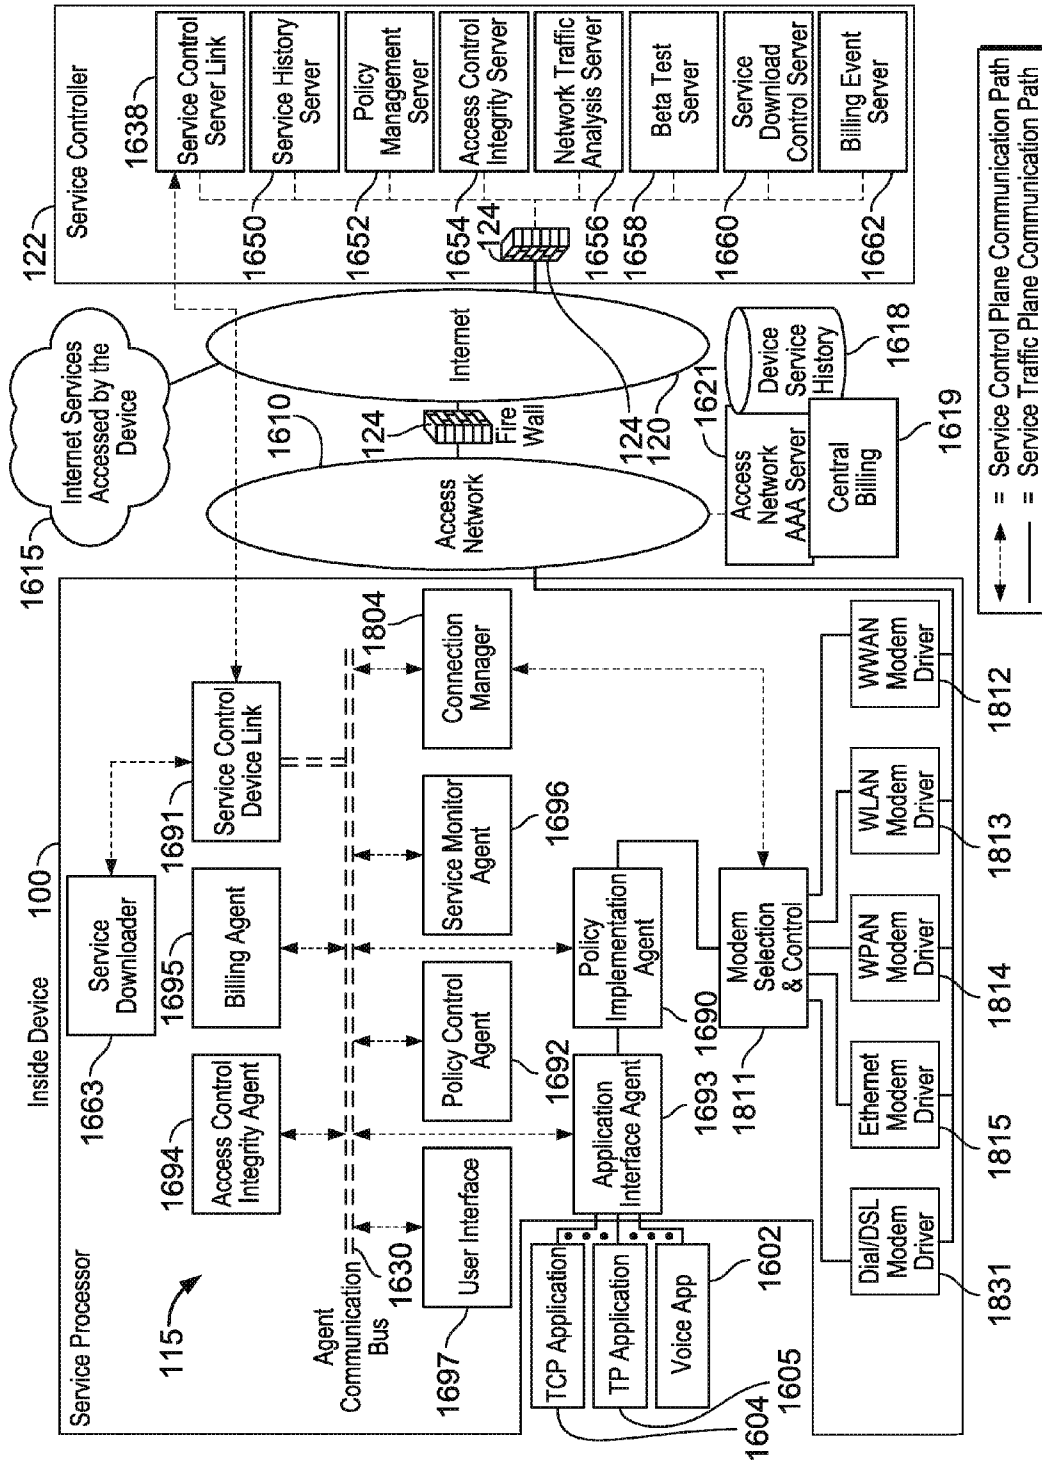 Inside Device
100
Service Processor
115
1663
Service
Downloader
1694
Access Control
Integrity Agent
1695
Billing Agent
1691
Service Control
Device Link
Agent
Communication
Bus
1630
User Interface
1697
Policy Control
Agent
1692
Service Monitor
Agent
1696
Connection
Manager
1804
TCP Application
TP Application
Voice App
1604
1605
1602
Application
Interface Agent
1693
Policy
Implementation
Agent
1690
Modem
Selection
& Control
1811
Dial/DSL
Modem
Driver
1831
Ethernet
Modem
Driver
1815
WPAN
Modem
Driver
1814
WLAN
Modem
Driver
1813
WWAN
Modem
Driver
1812
1615
Internet Services
Accessed by the
Device
1610
Access
Network
124
Fire
Wall
Internet
124
120
1621
Access
Network
AAA Server
Device
Service
History
1618
Central
Billing
1619
122
Service Controller
1638
Service Control
Server Link
1650
Service History
Server
1652
Policy
Management
Server
1654
Access Control
Integrity Server
124
1656
Network Traffic
Analysis Server
1658
Beta Test
Server
1660
Service
Download
Control Server
1662
Billing Event
Server
= Service Control Plane Communication Path
= Service Traffic Plane Communication Path